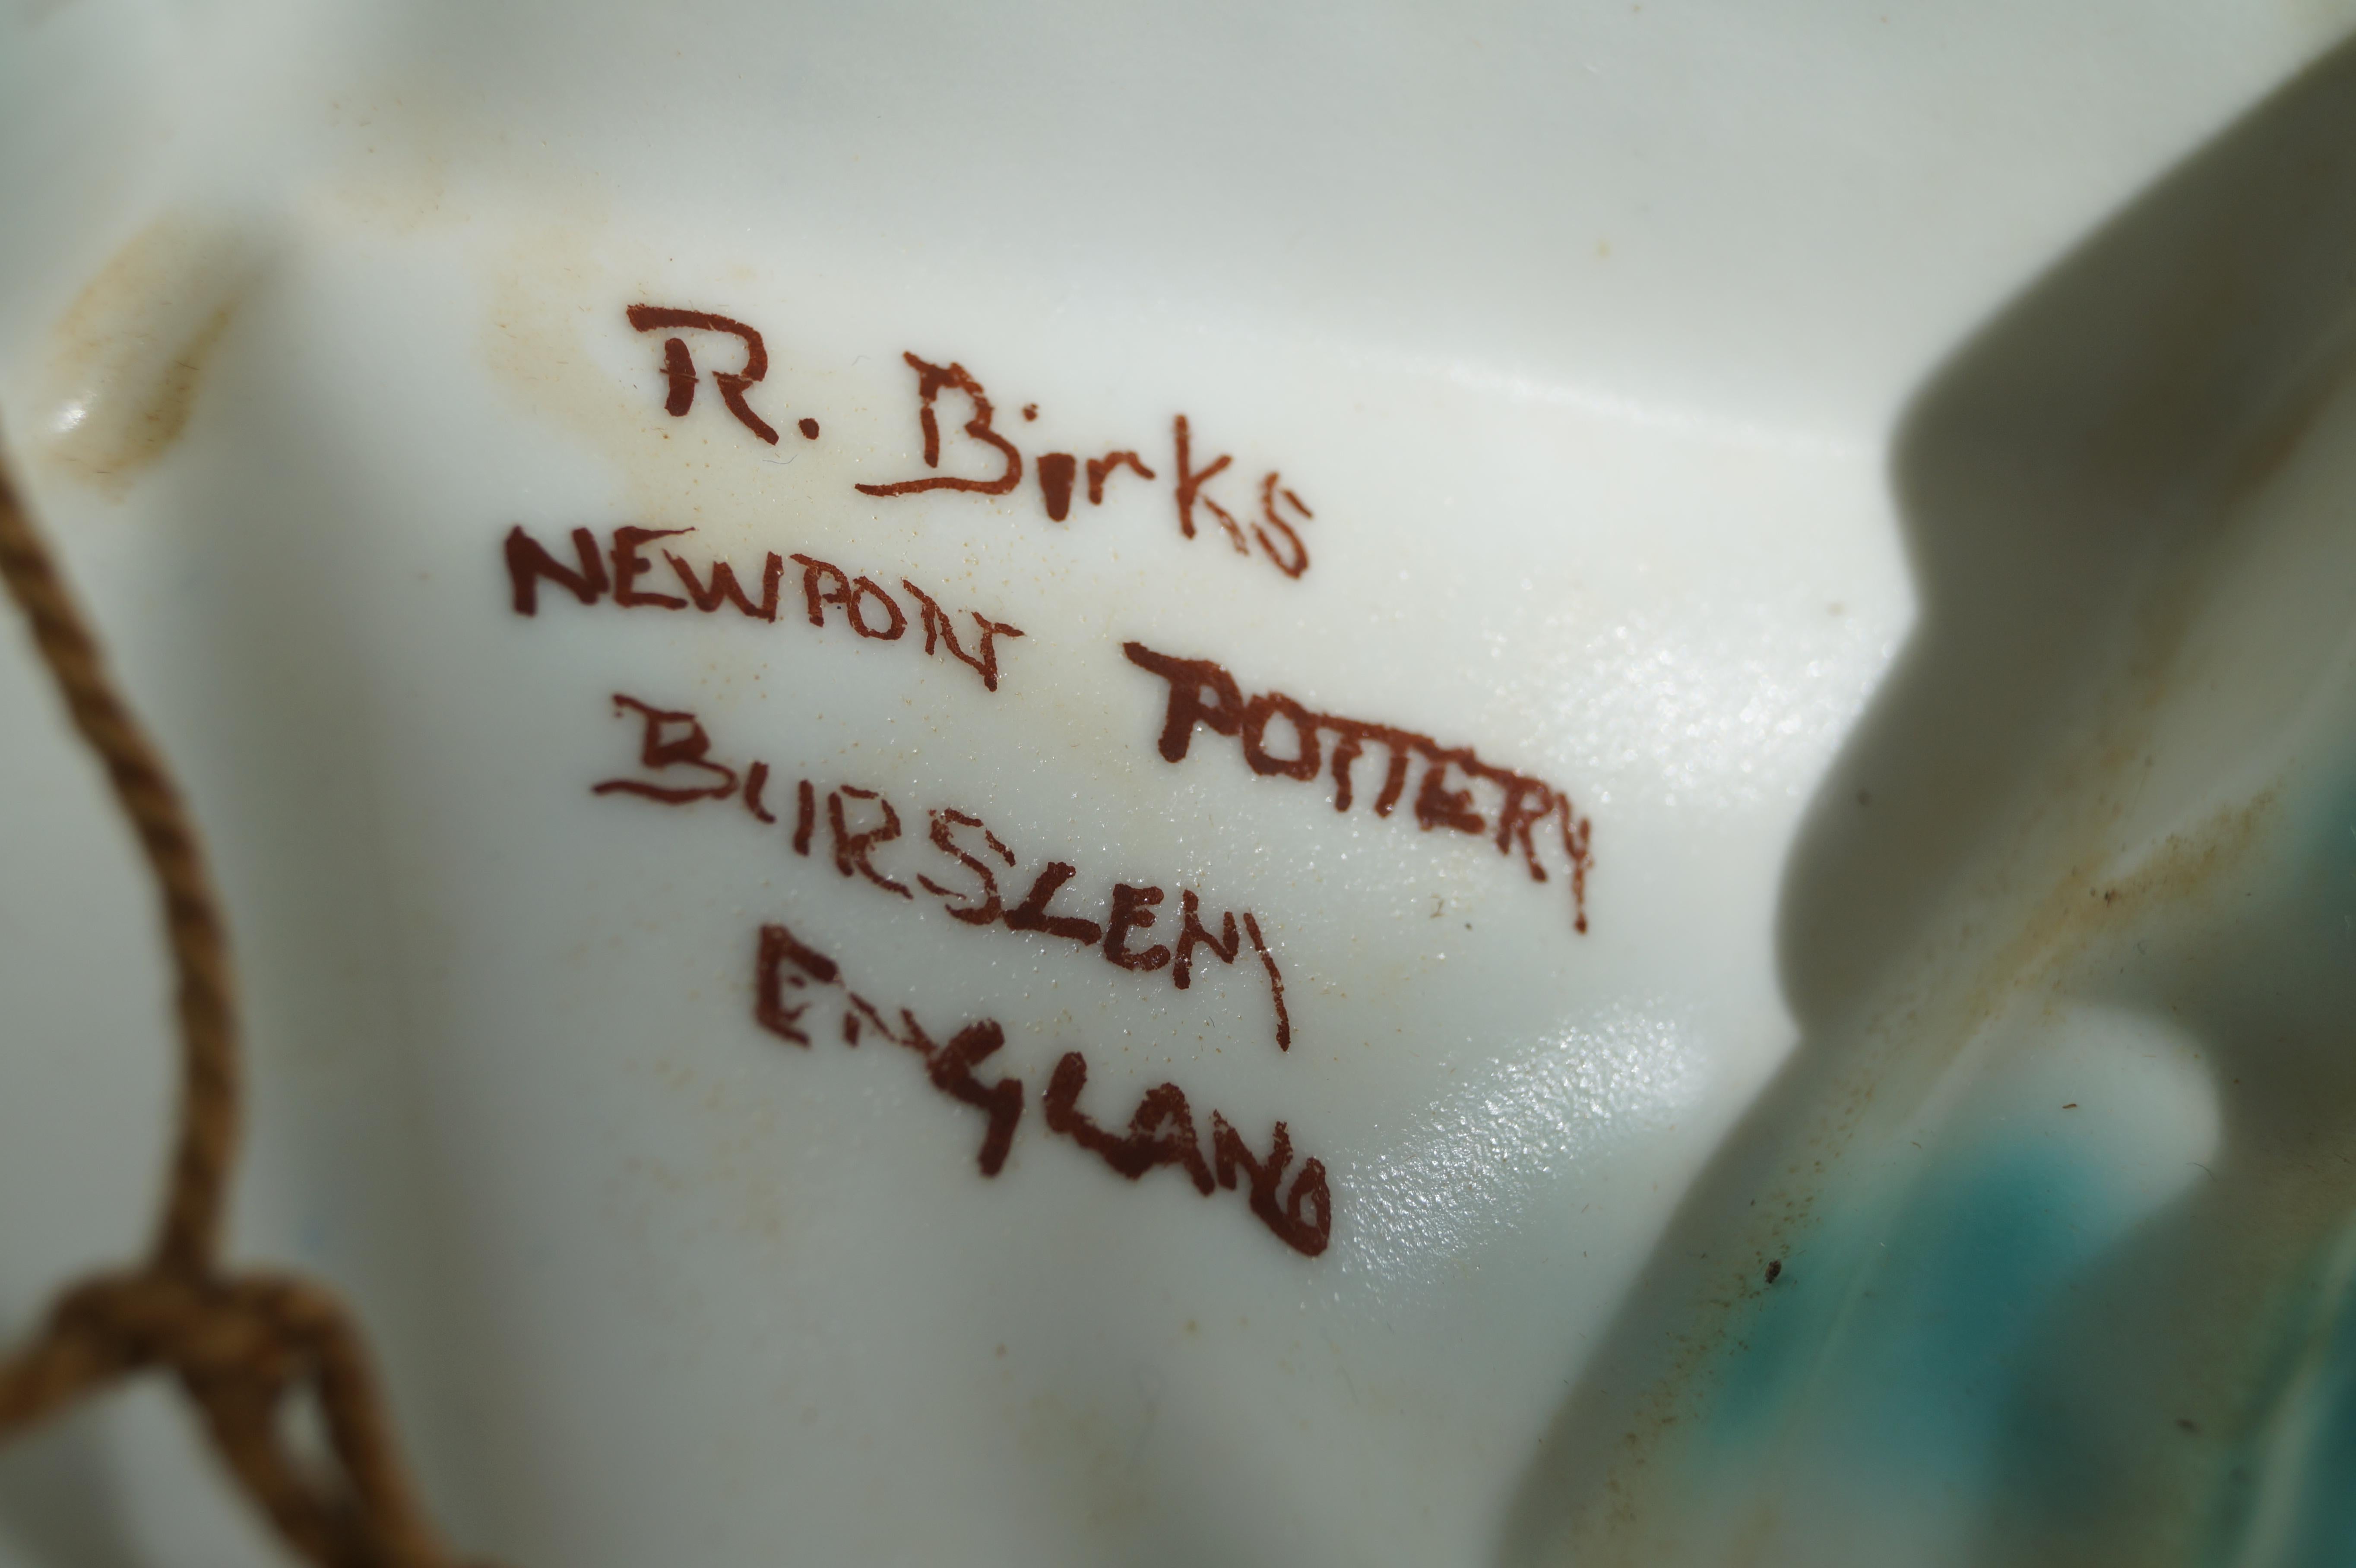 R. Birks
NEWPORT POTTERY
BURSLEM
ENGLAND